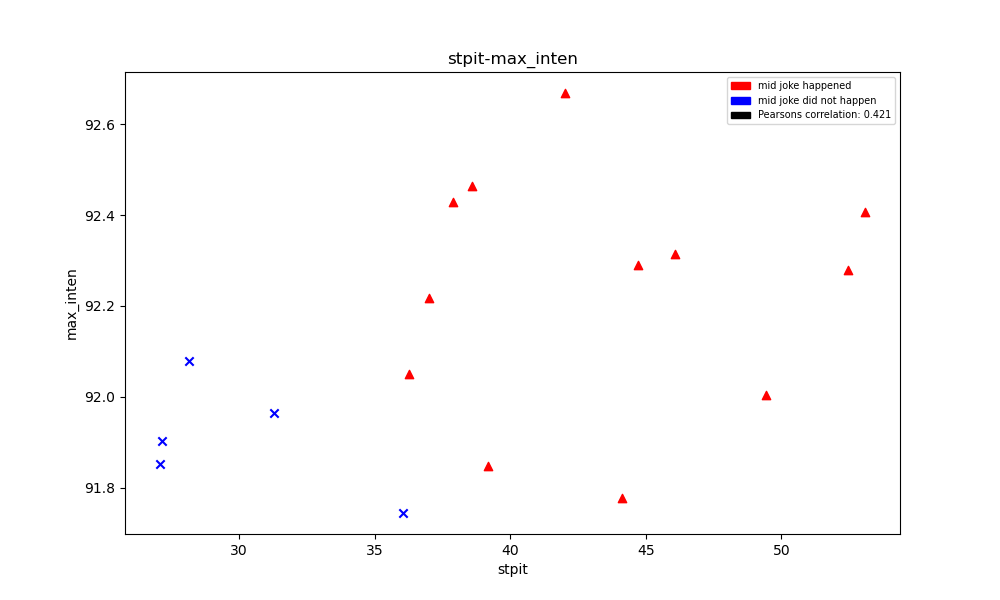 stpit-max_inten
mid joke happened
mid joke did not happen
Pearsons correlation: 0.421
92.6
92.4
92.2
92.0
91.8
max_inten
30 35 40 45 50
stpit